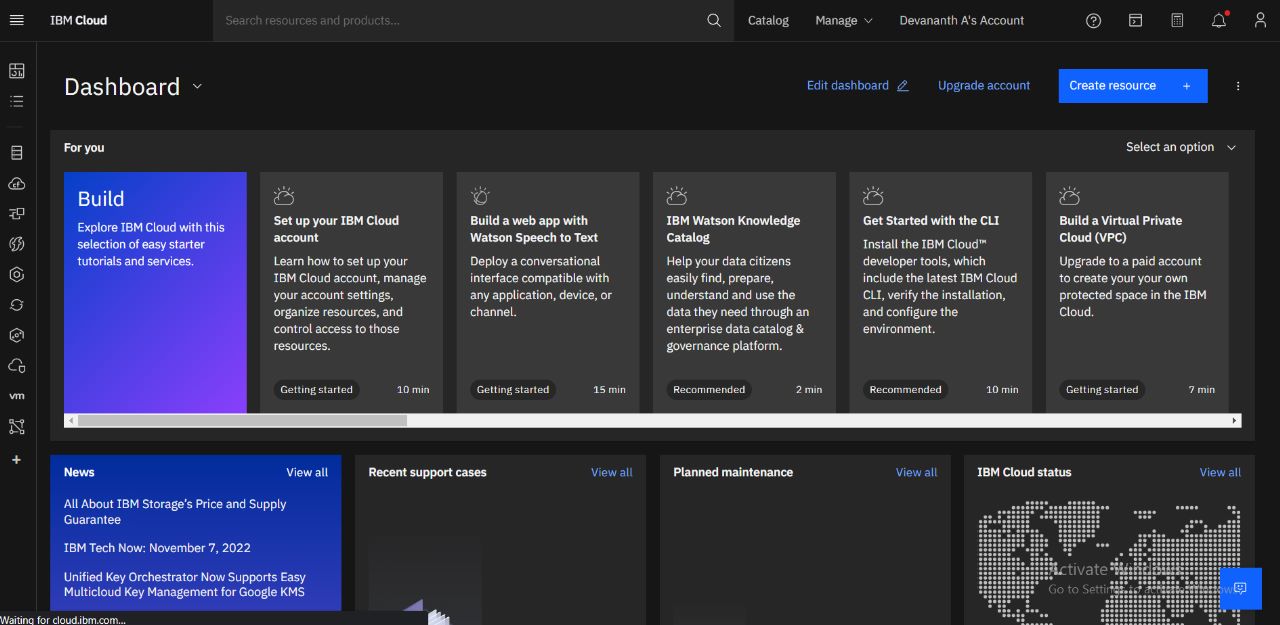 IBM Cloud
Search resources and products...
Catalog
Manage
Devananth A's Account
Dashboard
Edit dashboard
Upgrade account
Create resource +
For you
Select an option
Build
Explore IBM Cloud with this
selection of easy starter
tutorials and services.
Set up your IBM Cloud
account
Learn how to set up your
IBM Cloud account, manage
your account settings,
organize resources, and
control access to those
resources.
Getting started
10 min
Build a web app with
Watson Speech to Text
Deploy a conversational
interface compatible with
any application, device, or
channel.
Getting started
15 min
IBM Watson Knowledge
Catalog
Help your data citizens
easily find, prepare,
understand and use the
data they need through an
enterprise data catalog &
governance platform.
Recommended
2 min
Get Started with the CLI
Install the IBM Cloud™
developer tools, which
include the latest IBM Cloud
CLI, verify the installation,
and configure the
environment.
Recommended
10 min
Build a Virtual Private
Cloud (VPC)
Upgrade to a paid account
to create your your own
protected space in the IBM
Cloud.
Getting started
7 min
vm
News
View all
All About IBM Storage's Price and Supply
Guarantee
IBM Tech Now: November 7, 2022
Unified Key Orchestrator Now Supports Easy
Multicloud Key Management for Google KMS
Recent support cases
View all
Planned maintenance
View all
IBM Cloud status
View all
Activate Windows
Go to Settings to activate Windows.
Waiting for cloud.ibm.com...